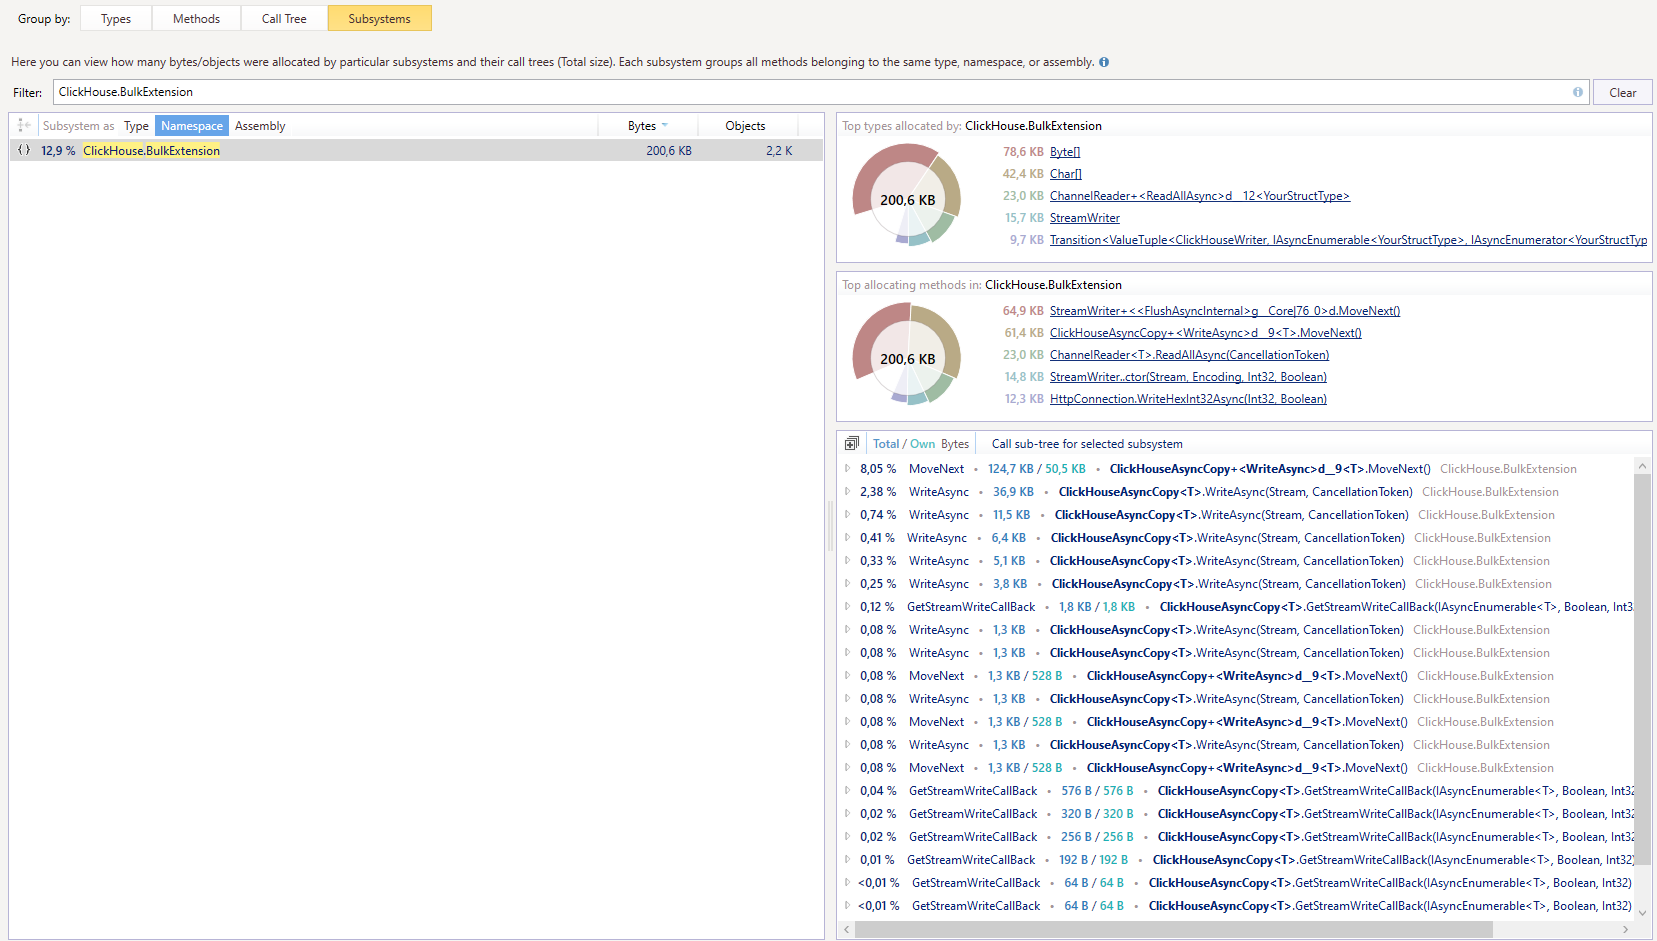 Group by: Types Methods Call Tree Subsystems
Here you can view how many bytes/objects were allocated by particular subsystems and their call trees (Total size). Each subsystem groups all methods belonging to the same type, namespace, or assembly.
Filter: ClickHouse.BulkExtension Clear
Subsystem as Type Namespace Assembly Bytes Objects
{} 12,9 % ClickHouse.BulkExtension 200,6 KB 2,2 K
Top types allocated by: ClickHouse.BulkExtension
200,6 KB
78,6 KB Byte[]
42,4 KB Char[]
23,0 KB ChannelReader+<ReadAllAsync>d__12<YourStructType>
15,7 KB StreamWriter
9,7 KB Transition<ValueTuple<ClickHouseWriter, IAsyncEnumerable<YourStructType>, IAsyncEnumerator<YourStructTyp
Top allocating methods in: ClickHouse.BulkExtension
200,6 KB
64,9 KB StreamWriter+<<FlushAsyncInternal>g__Core|76_0>d.MoveNext()
61,4 KB ClickHouseAsyncCopy+<WriteAsync>d__9<T>.MoveNext()
23,0 KB ChannelReader<T>.ReadAllAsync(CancellationToken)
14,8 KB StreamWriter..ctor(Stream, Encoding, Int32, Boolean)
12,3 KB HttpConnection.WriteHexInt32Async(Int32, Boolean)
Total / Own Bytes Call sub-tree for selected subsystem
8,05 % MoveNext • 124,7 KB / 50,5 KB • ClickHouseAsyncCopy+<WriteAsync>d__9<T>.MoveNext() ClickHouse.BulkExtension
2,38 % WriteAsync • 36,9 KB • ClickHouseAsyncCopy<T>.WriteAsync(Stream, CancellationToken) ClickHouse.BulkExtension
0,74 % WriteAsync • 11,5 KB • ClickHouseAsyncCopy<T>.WriteAsync(Stream, CancellationToken) ClickHouse.BulkExtension
0,41 % WriteAsync • 6,4 KB • ClickHouseAsyncCopy<T>.WriteAsync(Stream, CancellationToken) ClickHouse.BulkExtension
0,33 % WriteAsync • 5,1 KB • ClickHouseAsyncCopy<T>.WriteAsync(Stream, CancellationToken) ClickHouse.BulkExtension
0,25 % WriteAsync • 3,8 KB • ClickHouseAsyncCopy<T>.WriteAsync(Stream, CancellationToken) ClickHouse.BulkExtension
0,12 % GetStreamWriteCallBack • 1,8 KB / 1,8 KB • ClickHouseAsyncCopy<T>.GetStreamWriteCallBack(IAsyncEnumerable<T>, Boolean, Int3
0,08 % WriteAsync • 1,3 KB • ClickHouseAsyncCopy<T>.WriteAsync(Stream, CancellationToken) ClickHouse.BulkExtension
0,08 % WriteAsync • 1,3 KB • ClickHouseAsyncCopy<T>.WriteAsync(Stream, CancellationToken) ClickHouse.BulkExtension
0,08 % MoveNext • 1,3 KB / 528 B • ClickHouseAsyncCopy+<WriteAsync>d__9<T>.MoveNext() ClickHouse.BulkExtension
0,08 % WriteAsync • 1,3 KB • ClickHouseAsyncCopy<T>.WriteAsync(Stream, CancellationToken) ClickHouse.BulkExtension
0,08 % MoveNext • 1,3 KB / 528 B • ClickHouseAsyncCopy+<WriteAsync>d__9<T>.MoveNext() ClickHouse.BulkExtension
0,08 % WriteAsync • 1,3 KB • ClickHouseAsyncCopy<T>.WriteAsync(Stream, CancellationToken) ClickHouse.BulkExtension
0,08 % MoveNext • 1,3 KB / 528 B • ClickHouseAsyncCopy+<WriteAsync>d__9<T>.MoveNext() ClickHouse.BulkExtension
0,04 % GetStreamWriteCallBack • 576 B / 576 B • ClickHouseAsyncCopy<T>.GetStreamWriteCallBack(IAsyncEnumerable<T>, Boolean, Int32
0,02 % GetStreamWriteCallBack • 320 B / 320 B • ClickHouseAsyncCopy<T>.GetStreamWriteCallBack(IAsyncEnumerable<T>, Boolean, Int32
0,02 % GetStreamWriteCallBack • 256 B / 256 B • ClickHouseAsyncCopy<T>.GetStreamWriteCallBack(IAsyncEnumerable<T>, Boolean, Int32
0,01 % GetStreamWriteCallBack • 192 B / 192 B • ClickHouseAsyncCopy<T>.GetStreamWriteCallBack(IAsyncEnumerable<T>, Boolean, Int32)
<0,01 % GetStreamWriteCallBack • 64 B / 64 B • ClickHouseAsyncCopy<T>.GetStreamWriteCallBack(IAsyncEnumerable<T>, Boolean, Int32)
<0,01 % GetStreamWriteCallBack • 64 B / 64 B • ClickHouseAsyncCopy<T>.GetStreamWriteCallBack(IAsyncEnumerable<T>, Boolean, Int32)